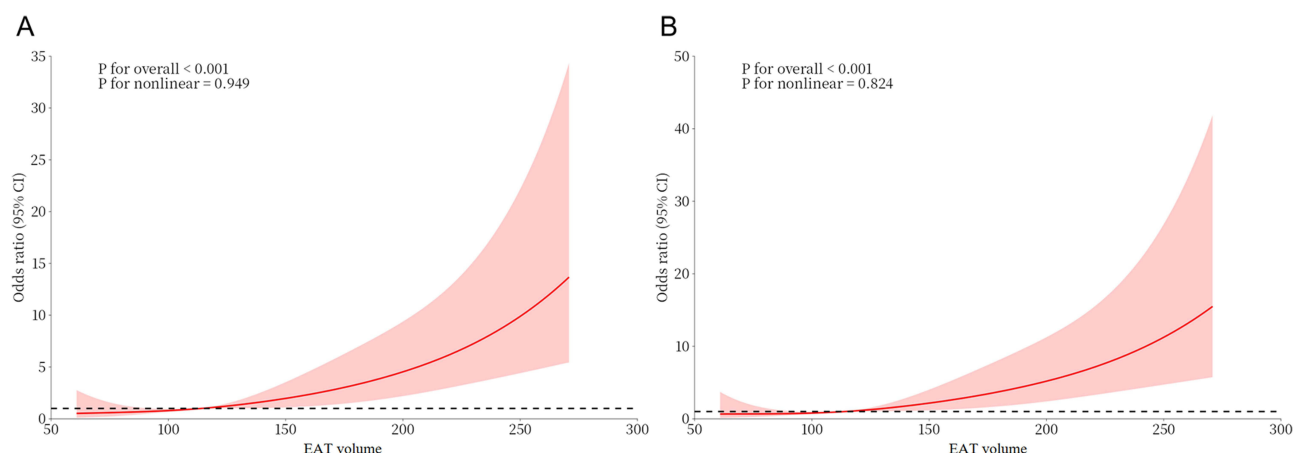 A
P for overall < 0.001
P for nonlinear = 0.949
Odds ratio (95% CI)
35
30
25
20
15
10
5
0
50
100
150
200
250
300
EAT volume
B
P for overall < 0.001
P for nonlinear = 0.824
Odds ratio (95% CI)
50
40
30
20
10
0
50
100
150
200
250
300
EAT volume